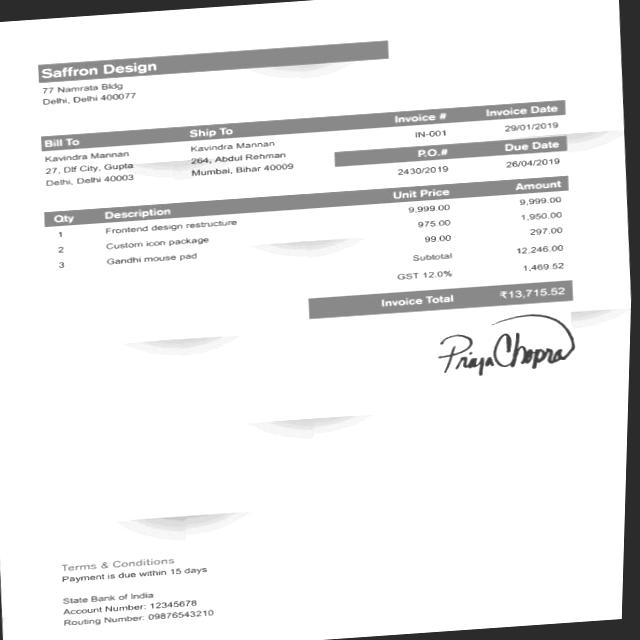 Saffron Design
77 Namrata Bldg
Delhi, Delhi 400077
Bill To Ship To Invoice # Invoice Date
Kavindra Mannan Kavindra Mannan IN-001 29/01/2019
27, Dlf City, Gupta 264, Abdul Rehman P.O.# Due Date
Delhi, Delhi 40003 Mumbai, Bihar 40009 2430/2019 26/04/2019
Qty Description Unit Price Amount
1 Frontend design restructure 9,999.00 9,999.00
2 Custom icon package 975.00 1,950.00
3 Gandhi mouse pad 99.00 297.00
Subtotal 12,246.00
GST 12.0% 1,469.52
Invoice Total ₹13,715.52
Priya Chopra
Terms & Conditions
Payment is due within 15 days
State Bank of India
Account Number: 12345678
Routing Number: 09876543210